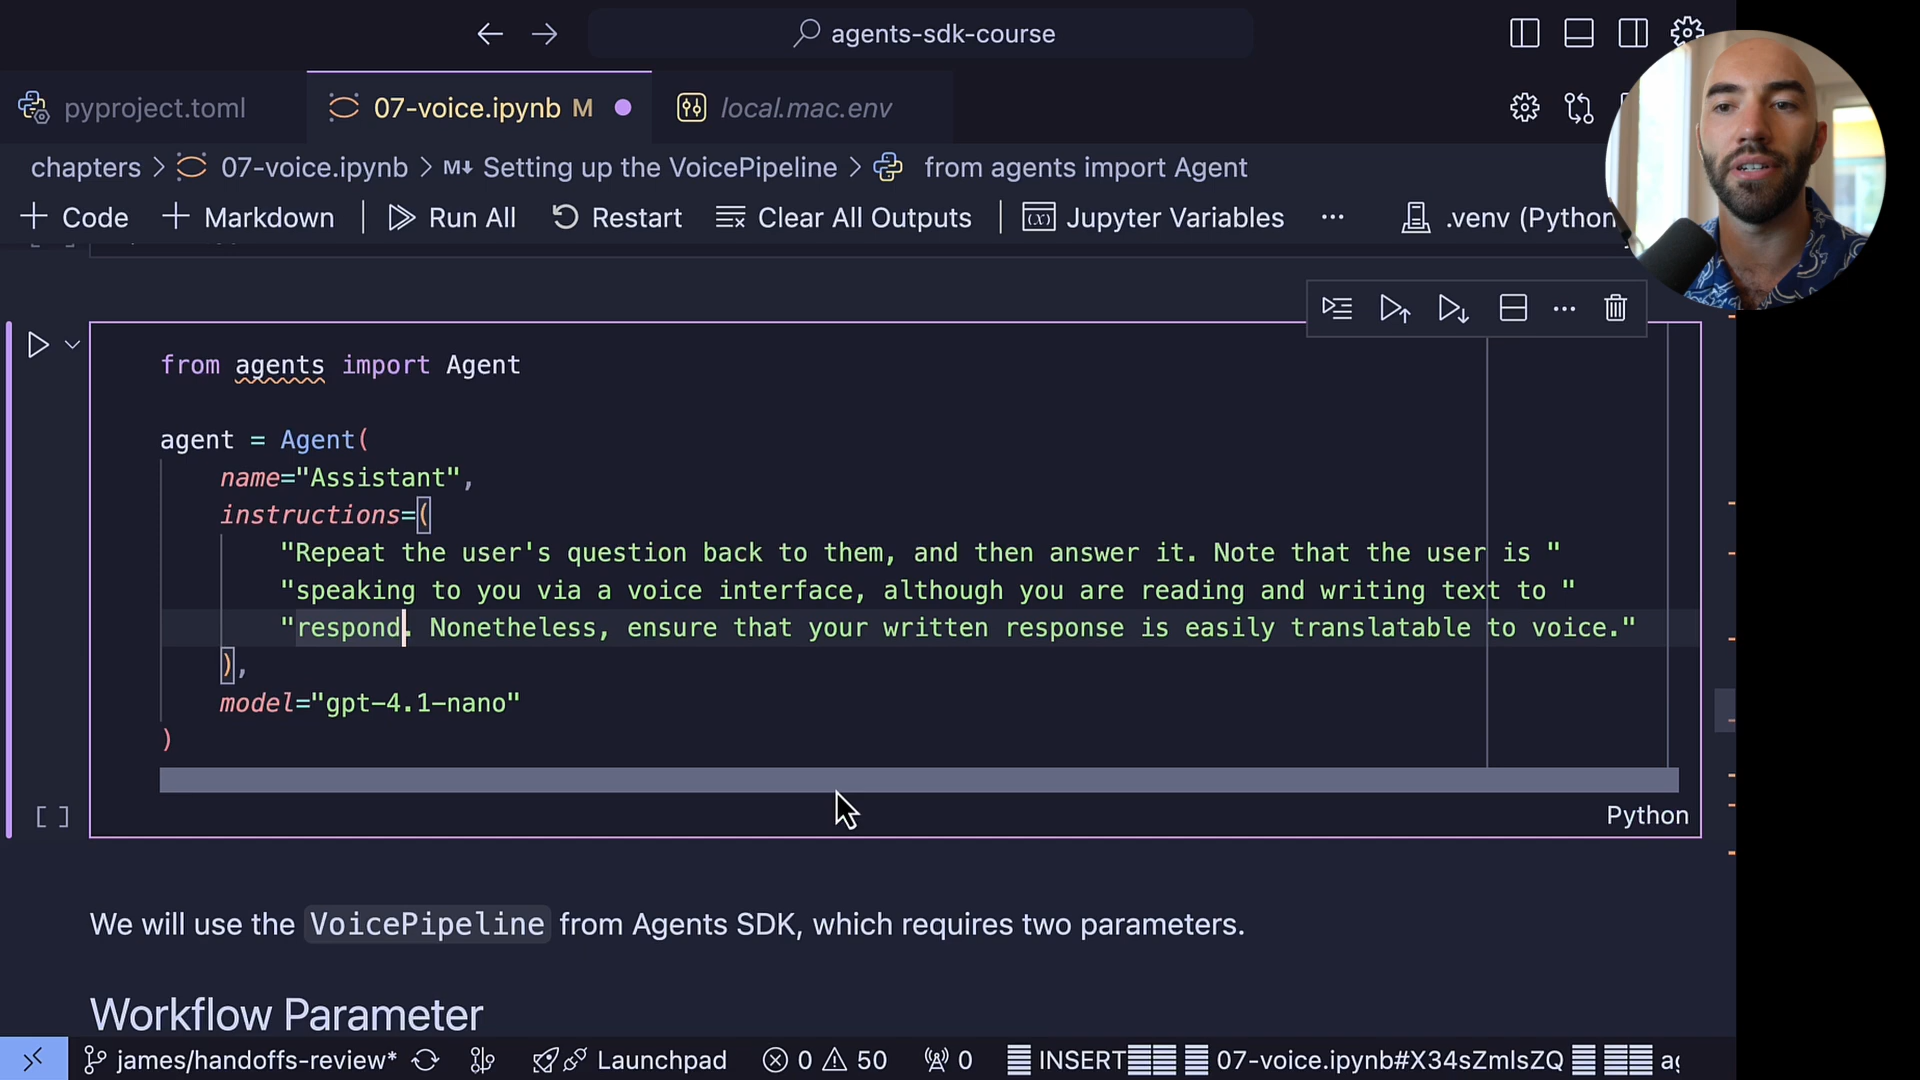 agents-sdk-course
pyproject.toml
07-voice.ipynb M
local.mac.env
chapters > 07-voice.ipynb > M↓ Setting up the VoicePipeline > from agents import Agent
+ Code + Markdown Run All Restart Clear All Outputs Jupyter Variables ... .venv (Python
from agents import Agent
agent = Agent(
name="Assistant",
instructions=(
"Repeat the user's question back to them, and then answer it. Note that the user is "
"speaking to you via a voice interface, although you are reading and writing text to "
"respond. Nonetheless, ensure that your written response is easily translatable to voice."
),
model="gpt-4.1-nano"
)
[ ]
Python
We will use the VoicePipeline from Agents SDK, which requires two parameters.
Workflow Parameter
james/handoffs-review* Launchpad 0 50 0 INSERT 07-voice.ipynb#X34sZmlsZQ